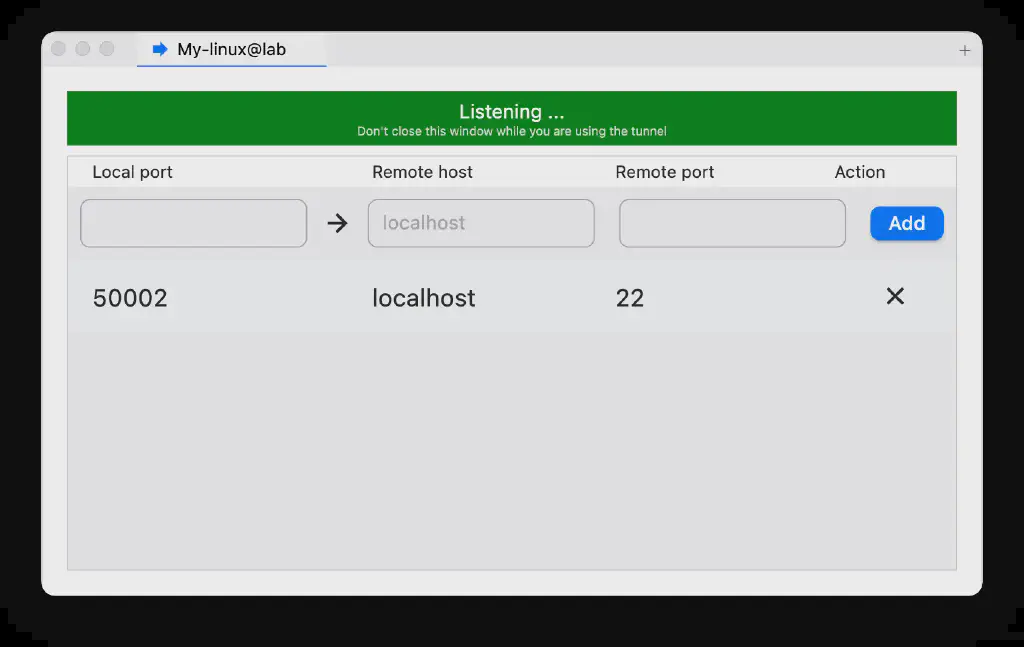 My-linux@lab
Listening ...
Don't close this window while you are using the tunnel
Local port Remote host Remote port Action
localhost Add
50002 localhost 22